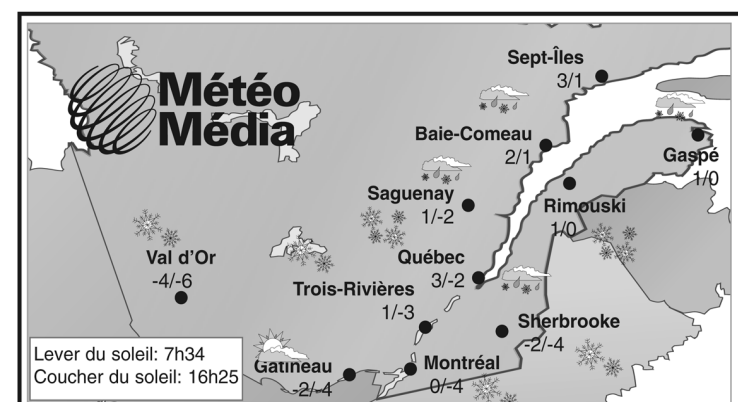 Météo
Média
Sept-Îles
3/1
Baie-Comeau
2/1
Gaspé
1/0
Saguenay
1/-2
Rimouski
1/0
Val d'Or
-4/-6
Québec
3/-2
Trois-Rivières
1/-3
Sherbrooke
-2/-4
Lever du soleil: 7h34
Coucher du soleil: 16h25
Gatineau
-2/-4
Montréal
0/-4